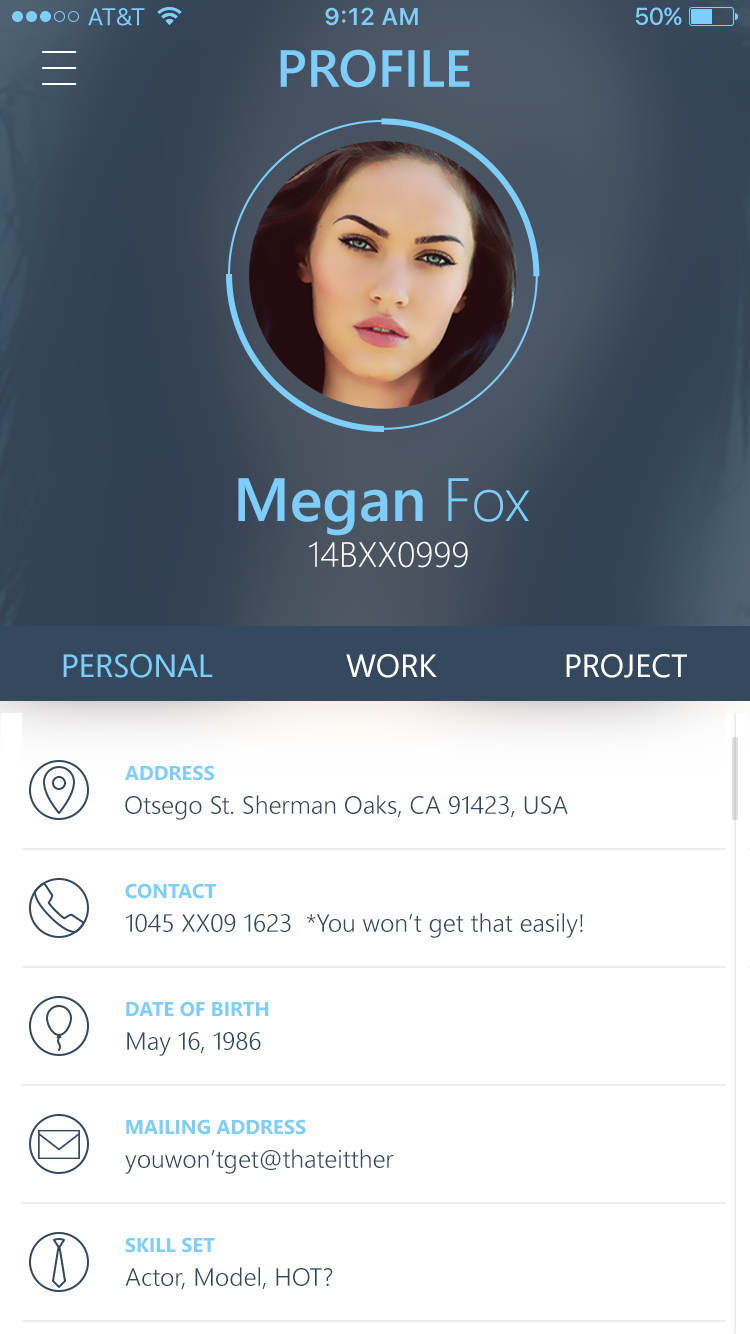 AT&T 9:12 AM 50%
PROFILE
Megan Fox
14BXX0999
PERSONAL WORK PROJECT
ADDRESS
Otsego St. Sherman Oaks, CA 91423, USA
CONTACT
1045 XX09 1623  *You won’t get that easily!
DATE OF BIRTH
May 16, 1986
MAILING ADDRESS
youwon’tget@thateitther
SKILL SET
Actor, Model, HOT?